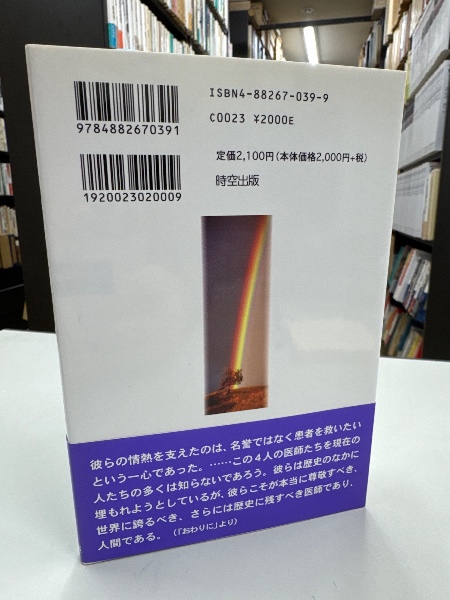 ISBN4-88267-039-9
C0023 ¥2000E
9784882670391
定価2,100円(本体価格2,000円+税)
1920023020009
時空出版
彼らの情熱を支えたのは、名誉ではなく患者を救いたい
という一心であった。……この4人の医師たちを現在の
人たちの多くは知らないであろう。彼らは歴史のなかに
埋もれようとしているが、彼らこそが本当に尊敬すべき、
世界に誇るべき、さらには歴史に残すべき医師であり、
人間である。(「おわりに」より)